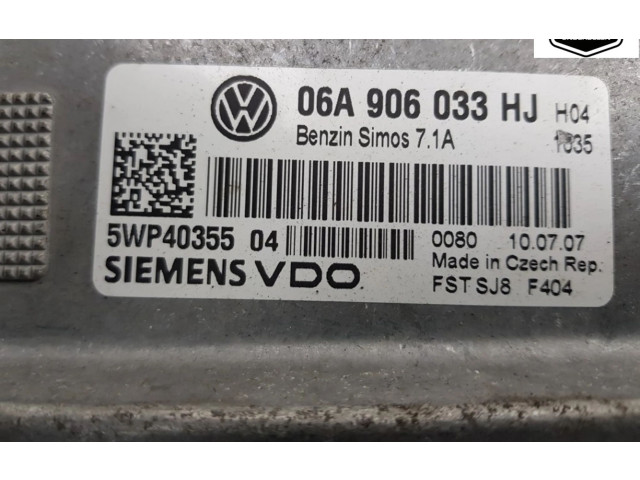 06A 906 033 HJ H04
Benzin Simos 7.1A 1035
5WP40355 04 0080 10.07.07
Made in Czech Rep.
SIEMENS VDO FST SJ8 F404